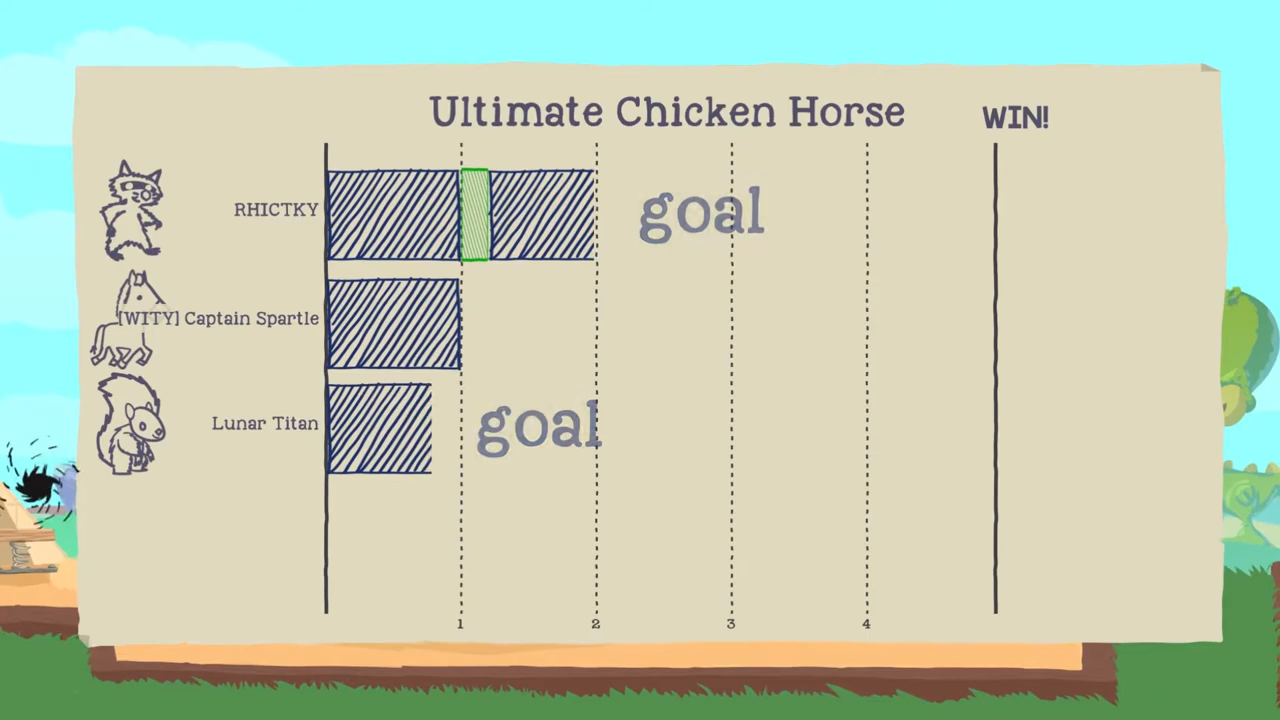 Ultimate Chicken Horse
WIN!
RHICTKY
goal
[WITY] Captain Spartle
Lunar Titan
goal
1 2 3 4